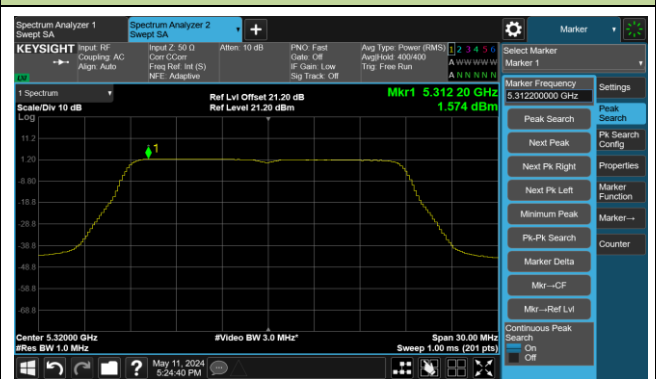 Spectrum Analyzer 1
Swept SA
Spectrum Analyzer 2
Swept SA
Marker
KEYSIGHT
Input: RF
Coupling: AC
Align: Auto
Input Z: 50 Ω
Corr CCorr
Freq Ref: Int (S)
NFE: Adaptive
Atten: 10 dB
PNO: Fast
Gate: Off
IF Gain: Low
Sig Track: Off
Avg Type: Power (RMS)
Avg|Hold: 400/400
Trig: Free Run
1 2 3 4 5 6
A W W W W W
A N N N N N
Select Marker
Marker 1
1 Spectrum
Scale/Div 10 dB
Log
Ref Lvl Offset 21.20 dB
Ref Level 21.20 dBm
Mkr1 5.312 20 GHz
1.574 dBm
11.2
1.20
-8.80
-18.8
-28.8
-38.8
-48.8
-58.8
-68.8
1
Center 5.32000 GHz
#Res BW 1.0 MHz
#Video BW 3.0 MHz*
Span 30.00 MHz
Sweep 1.00 ms (201 pts)
Marker Frequency
5.312200000 GHz
Peak Search
Next Peak
Next Pk Right
Next Pk Left
Minimum Peak
Pk-Pk Search
Marker Delta
Mkr→CF
Mkr→Ref Lvl
Continuous Peak
Search
On
Off
Settings
Peak
Search
Pk Search
Config
Properties
Marker
Function
Marker→
Counter
May 11, 2024
5:24:40 PM